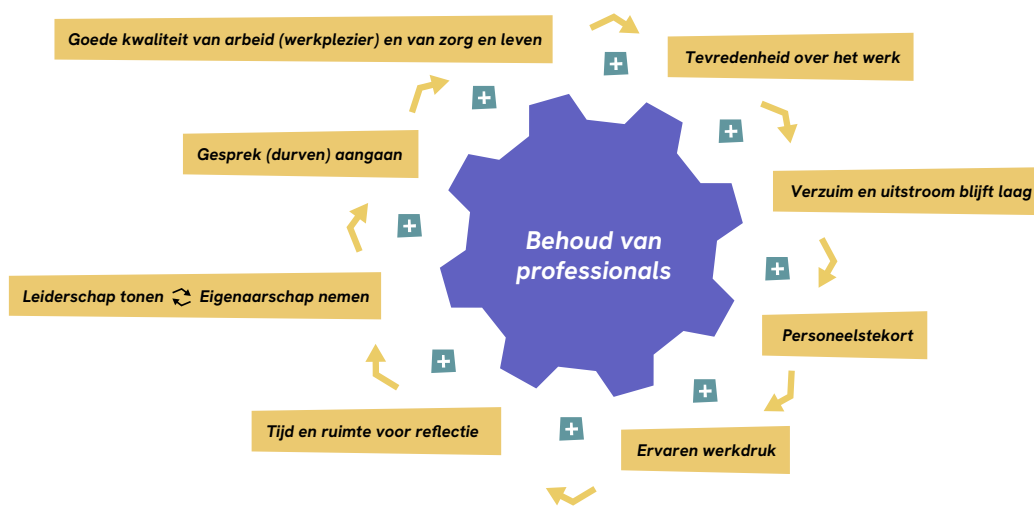 Goede kwaliteit van arbeid (werkplezier) en van zorg en leven
Tevredenheid over het werk
Gesprek (durven) aangaan
Verzuim en uitstroom blijft laag
Behoud van
professionals
Leiderschap tonen Eigenaarschap nemen
Personeelstekort
Tijd en ruimte voor reflectie
Ervaren werkdruk
+
+
+
+
+
+
+
+